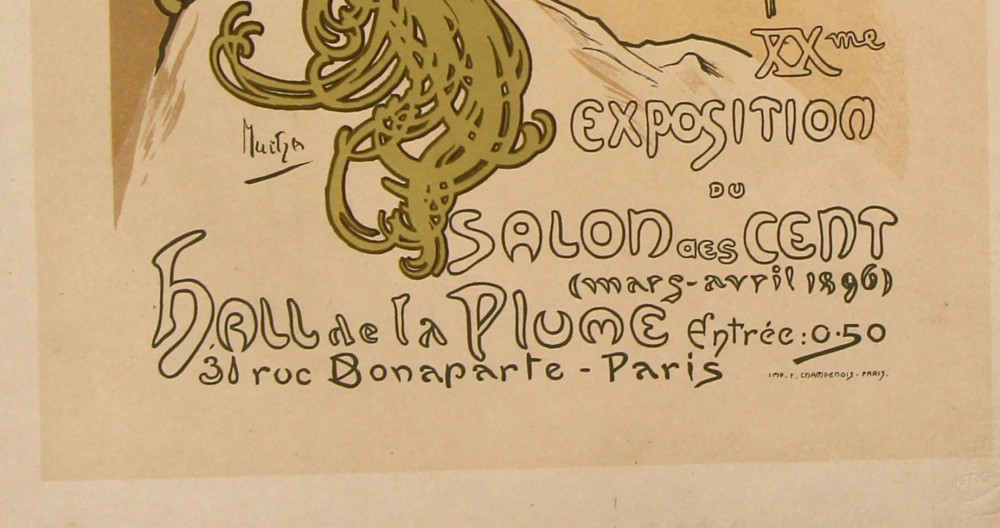 XXme
EXPOSITION
DU
SALON des CENT
(mars-avril 1896)
Mucha
HALL de la PLUME Entrée: 0.50
31 rue Bonaparte - Paris
IMP. F. CHAMPENOIS. PARIS.